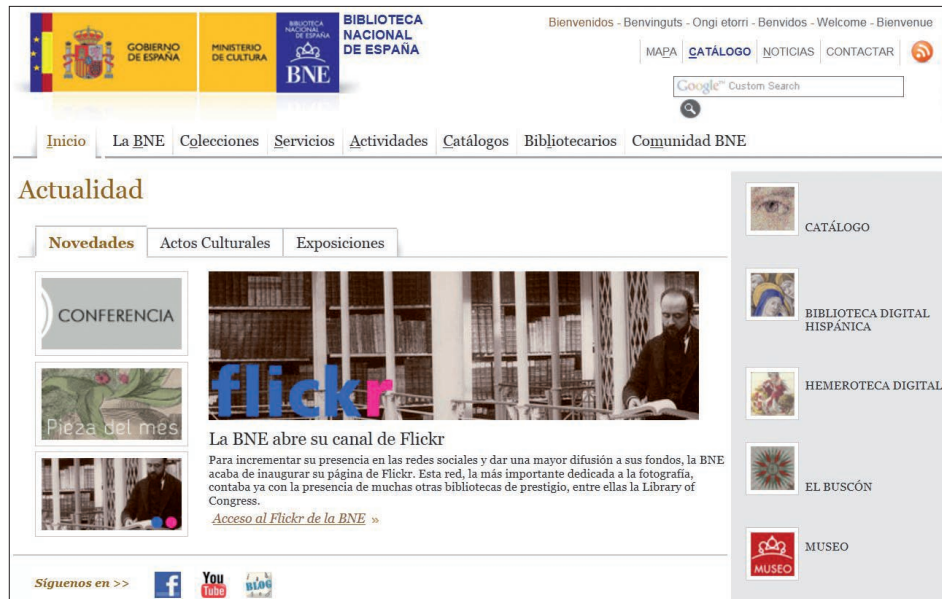 GOBIERNO
DE ESPAÑA
MINISTERIO
DE CULTURA
BIBLIOTECA
NACIONAL
DE ESPAÑA
BNE
BIBLIOTECA
NACIONAL
DE ESPAÑA
Bienvenidos - Benvinguts - Ongi etorri - Benvidos - Welcome - Bienvenue
MAPA CATÁLOGO NOTICIAS CONTACTAR
Google™ Custom Search
Inicio La BNE Colecciones Servicios Actividades Catálogos Bibliotecarios Comunidad BNE
Actualidad
Novedades Actos Culturales Exposiciones
CONFERENCIA
Pieza del mes
flickr
La BNE abre su canal de Flickr
Para incrementar su presencia en las redes sociales y dar una mayor difusión a sus fondos, la BNE
acaba de inaugurar su página de Flickr. Esta red, la más importante dedicada a la fotografía,
contaba ya con la presencia de muchas otras bibliotecas de prestigio, entre ellas la Library of
Congress.
Acceso al Flickr de la BNE »
CATÁLOGO
BIBLIOTECA DIGITAL
HISPÁNICA
HEMEROTECA DIGITAL
EL BUSCÓN
MUSEO
MUSEO
Síguenos en >> f You Tube BLOG